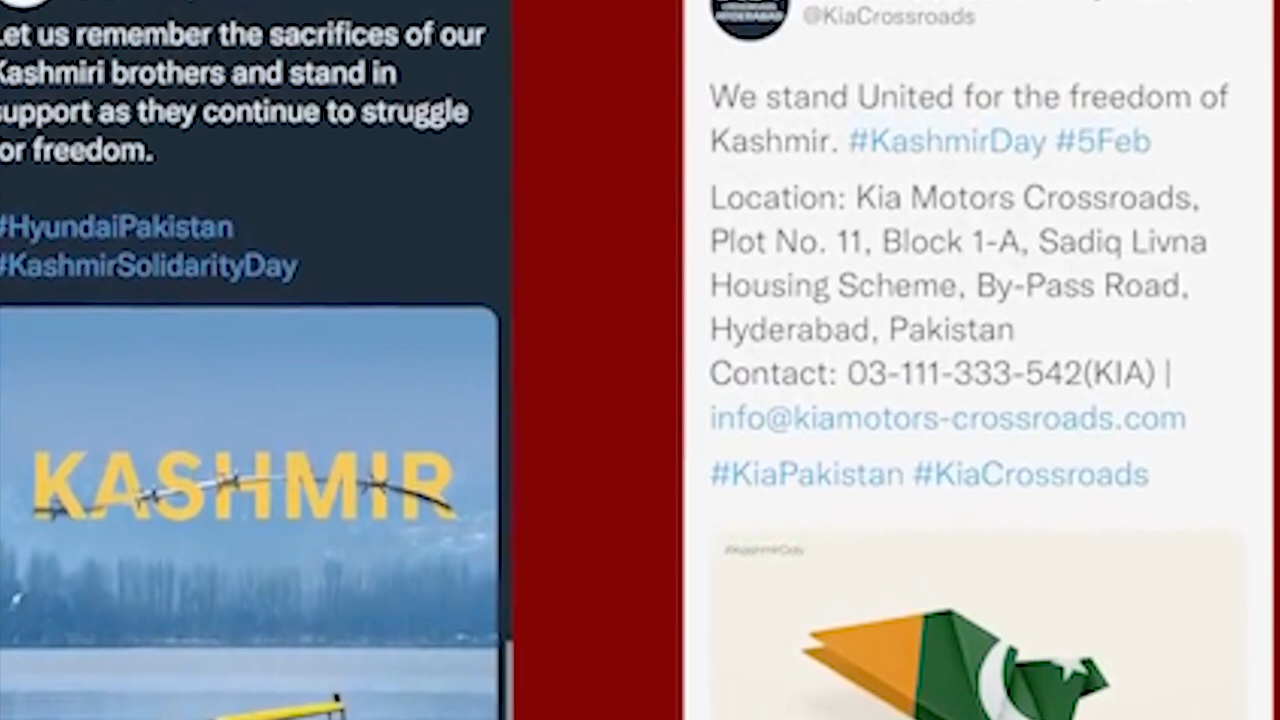 Let us remember the sacrifices of our
Kashmiri brothers and stand in
support as they continue to struggle
for freedom.
#HyundaiPakistan
#KashmirSolidarityDay
KASHMIR
HYDERABAD
@KiaCrossroads
We stand United for the freedom of
Kashmir. #KashmirDay #5Feb
Location: Kia Motors Crossroads,
Plot No. 11, Block 1-A, Sadiq Livna
Housing Scheme, By-Pass Road,
Hyderabad, Pakistan
Contact: 03-111-333-542(KIA) |
info@kiamotors-crossroads.com
#KiaPakistan #KiaCrossroads
#KashmirDay